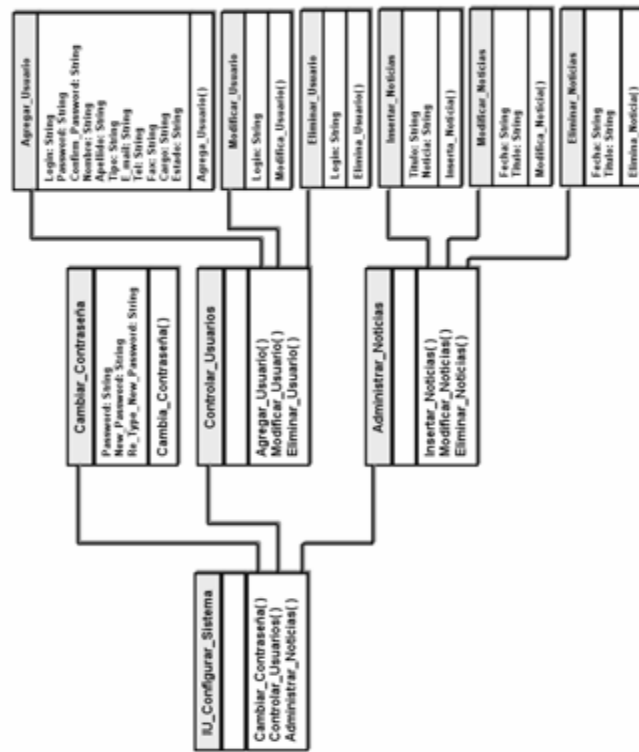 IU_Configurar_Sistema
Cambiar_Contraseña()
Controlar_Usuarios()
Administrar_Noticias()
Cambiar_Contraseña
Password: String
New_Password: String
Re_Type_New_Password: String
Cambia_Contraseña()
Controlar_Usuarios
Agregar_Usuario()
Modificar_Usuario()
Eliminar_Usuario()
Administrar_Noticias
Insertar_Noticias()
Modificar_Noticias()
Eliminar_Noticias()
Agregar_Usuario
Login: String
Password: String
Confirm_Password: String
Nombre: String
Apellido: String
Tipo: String
E_mail: String
Tel: String
Fax: String
Cargo: String
Estado: String
Agrega_Usuario()
Modificar_Usuario
Login: String
Modifica_Usuario()
Eliminar_Usuario
Login: String
Elimina_Usuario()
Insertar_Noticias
Titulo: String
Noticia: String
Inserta_Noticia()
Modificar_Noticias
Fecha: String
Titulo: String
Modifica_Noticia()
Eliminar_Noticias
Fecha: String
Titulo: String
Elimina_Noticia()